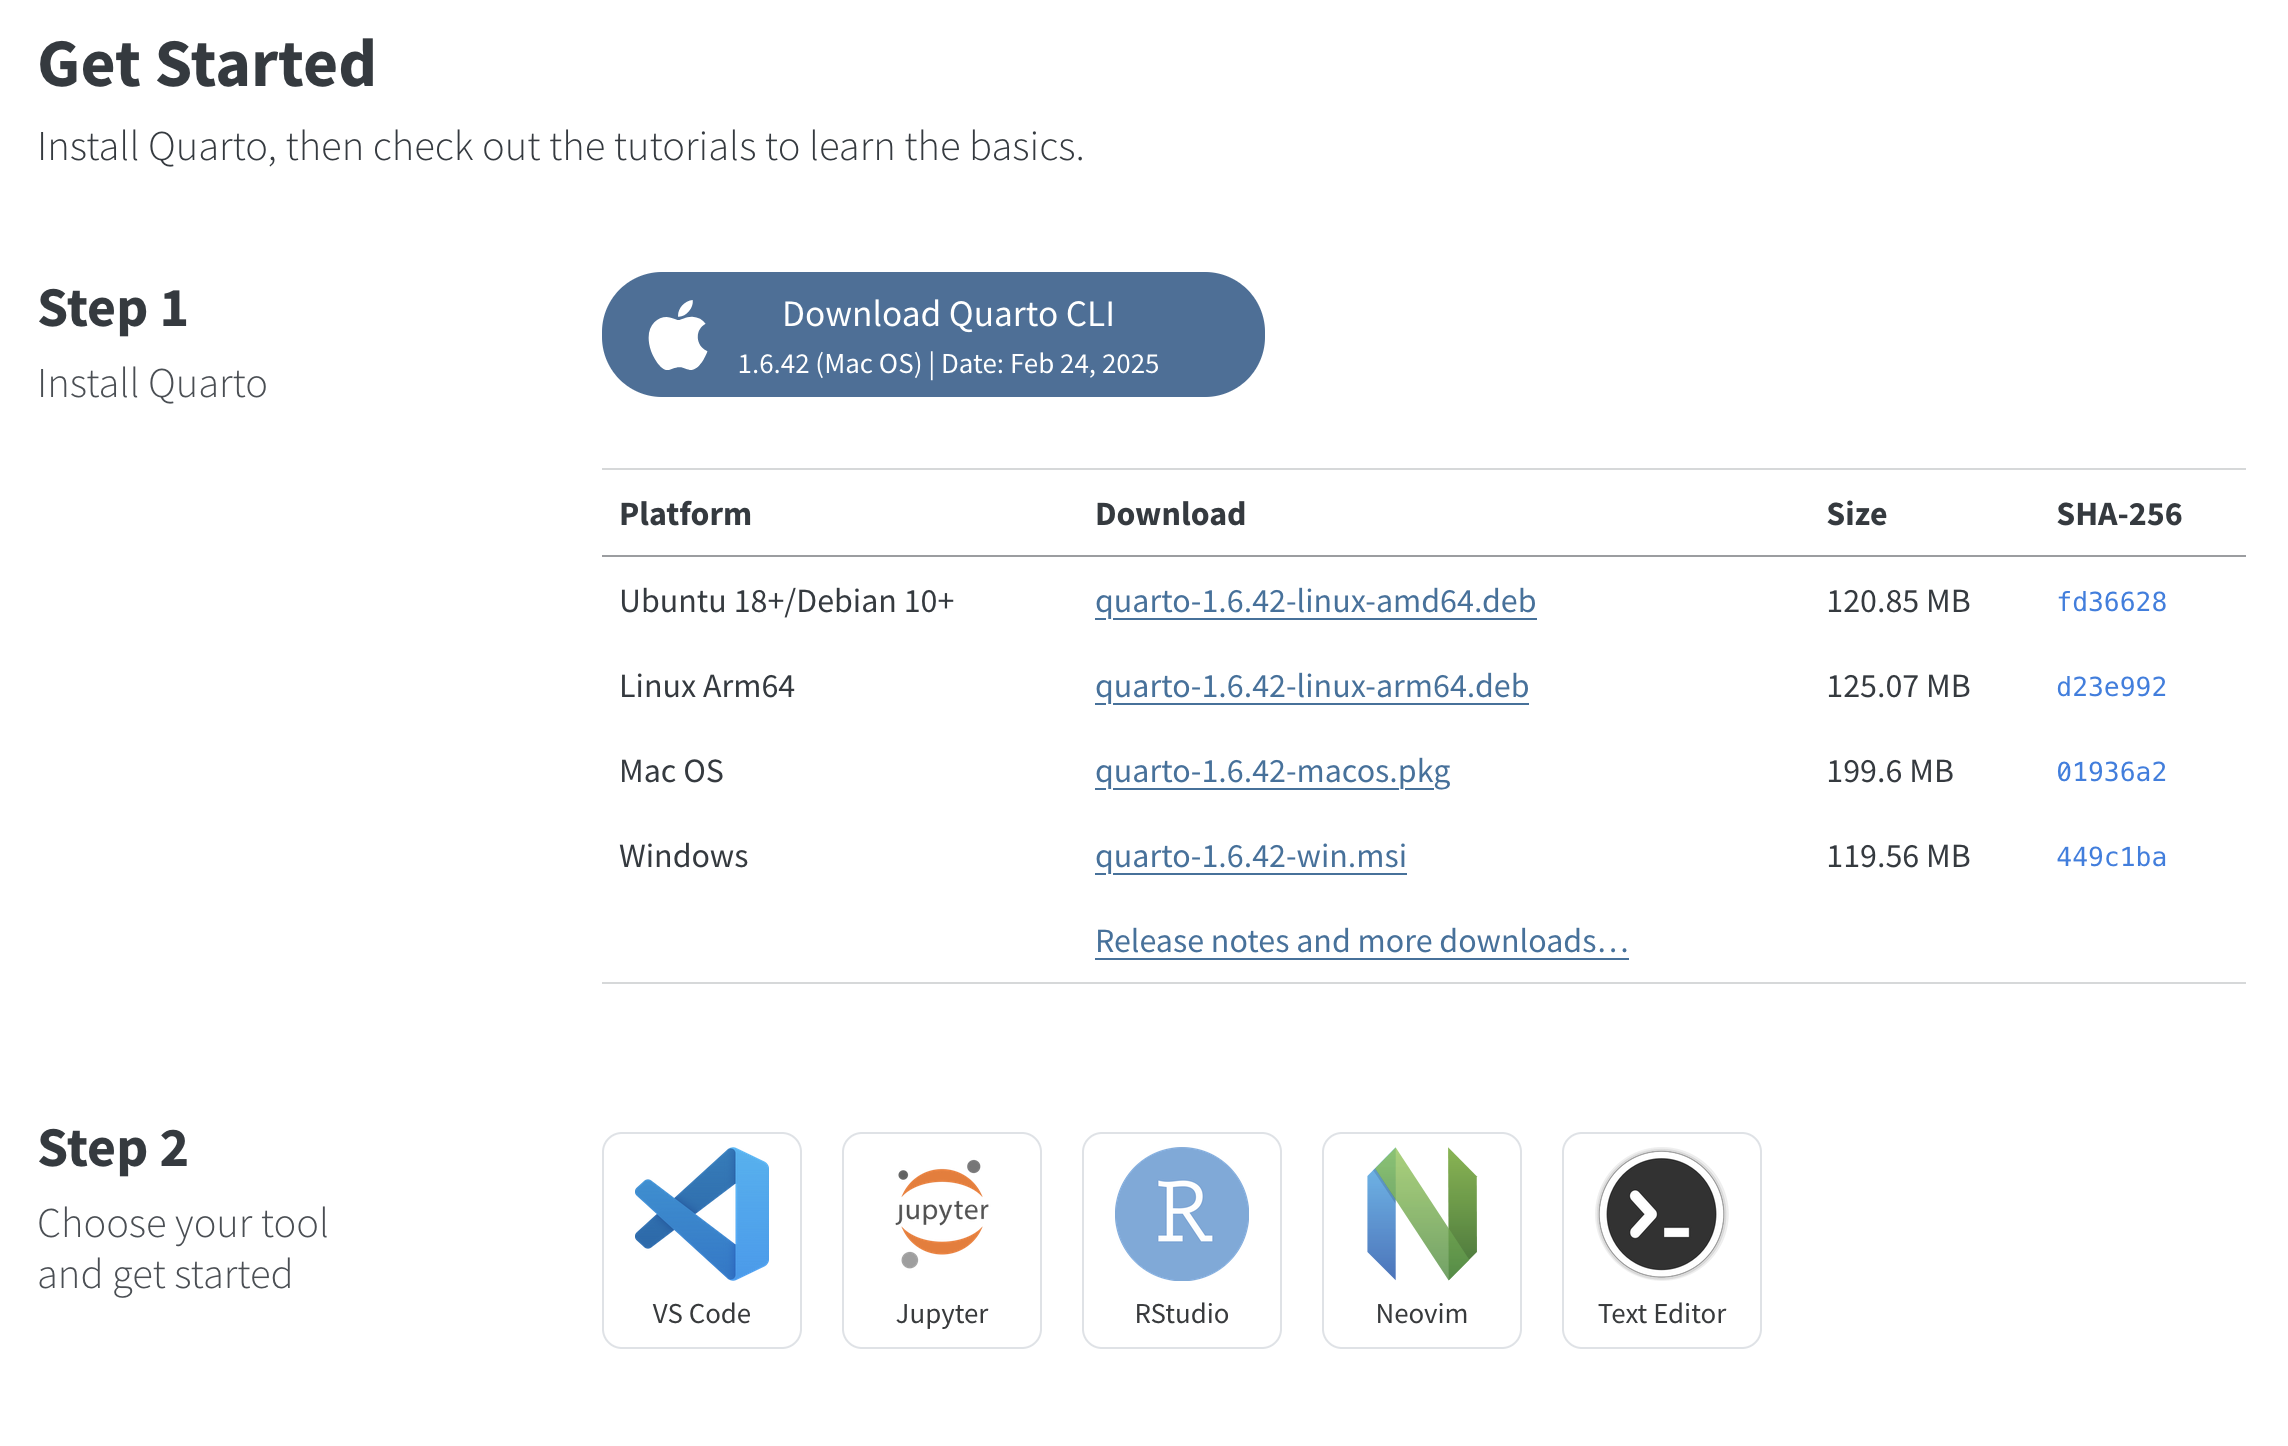 Get Started
Install Quarto, then check out the tutorials to learn the basics.
Step 1
Install Quarto
Download Quarto CLI
1.6.42 (Mac OS) | Date: Feb 24, 2025
Platform Download Size SHA-256
Ubuntu 18+/Debian 10+ quarto-1.6.42-linux-amd64.deb 120.85 MB fd36628
Linux Arm64 quarto-1.6.42-linux-arm64.deb 125.07 MB d23e992
Mac OS quarto-1.6.42-macos.pkg 199.6 MB 01936a2
Windows quarto-1.6.42-win.msi 119.56 MB 449c1ba
Release notes and more downloads…
Step 2
Choose your tool
and get started
jupyter
R
VS Code Jupyter RStudio Neovim Text Editor